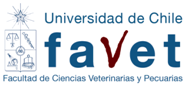 Universidad de Chile
favet
Facultad de Ciencias Veterinarias y Pecuarias